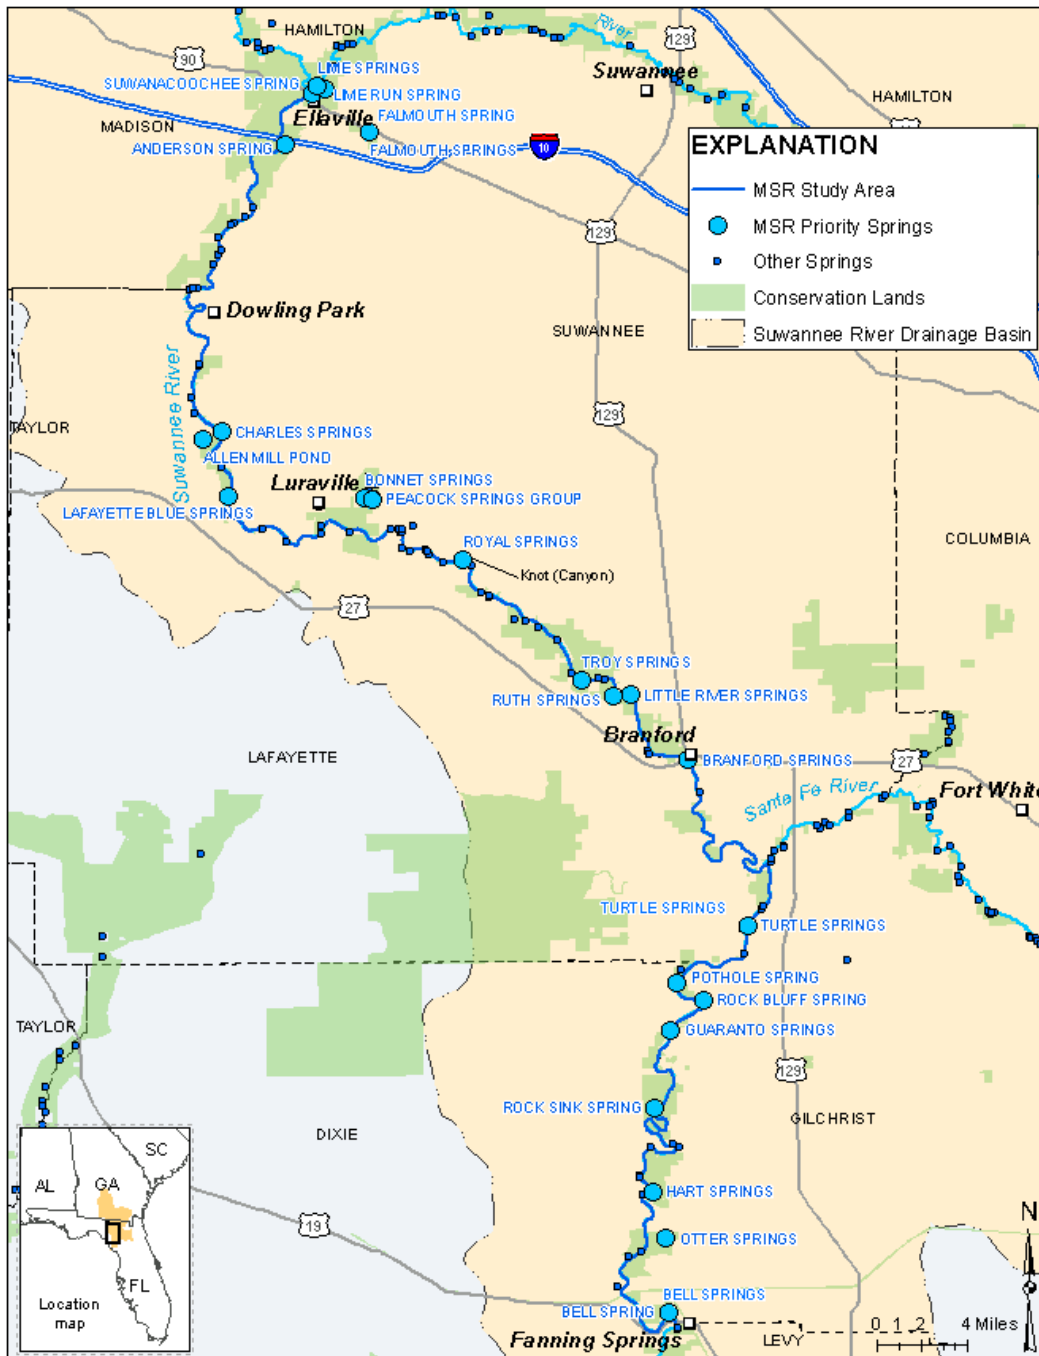 HAMILTON
River
129
90
LIME SPRINGS
Suwannee
SUWANACOOCHEE SPRING
LIME RUN SPRING
HAMILTON
Ellaville
FALMOUTH SPRING
MADISON
ANDERSON SPRING
FALMOUTH SPRINGS
10
EXPLANATION
MSR Study Area
MSR Priority Springs
Other Springs
Conservation Lands
Suwannee River Drainage Basin
129
Dowling Park
SUWANNEE
Suwannee River
129
TAYLOR
CHARLES SPRINGS
ALLEN MILL POND
BONNET SPRINGS
Luraville
PEACOCK SPRINGS GROUP
LAFAYETTE BLUE SPRINGS
ROYAL SPRINGS
COLUMBIA
Knot (Canyon)
27
TROY SPRINGS
RUTH SPRINGS
LITTLE RIVER SPRINGS
Branford
LAFAYETTE
BRANFORD SPRINGS
27
Sante Fe River
Fort White
TURTLE SPRINGS
TURTLE SPRINGS
POTHOLE SPRING
ROCK BLUFF SPRING
TAYLOR
GUARANTO SPRINGS
129
ROCK SINK SPRING
GILCHRIST
DIXIE
SC
AL
GA
HART SPRINGS
N
19
OTTER SPRINGS
FL
BELL SPRINGS
Location
map
BELL SPRING
Fanning Springs
LEVY
0 1 2 4 Miles